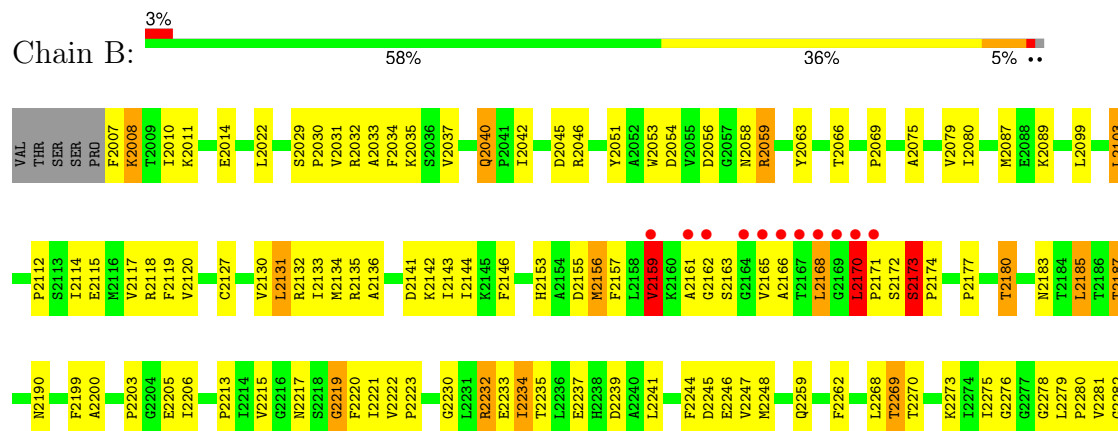 3%
Chain B:
58% 36% 5% ••
VAL THR SER SER PRO F2007 K2008 T2009 I2010 K2011 E2014 L2022 S2029 P2030 V2031 R2032 A2033 F2034 K2035 S2036 V2037 Q2040 P2041 I2042 D2045 R2046 Y2051 A2052 W2053 D2054 V2055 D2056 G2057 N2058 R2059 Y2063 T2066 P2069 A2075 V2079 I2080 M2087 E2088 K2089 L2099
P2112 S2113 I2114 E2115 M2116 V2117 R2118 F2119 V2120 C2127 V2130 L2131 R2132 I2133 M2134 R2135 A2136 D2141 K2142 I2143 I2144 K2145 F2146 H2153 A2154 D2155 M2156 F2157 L2158 V2159 K2160 A2161 G2162 S2163 G2164 V2165 A2166 T2167 L2168 G2169 L2170 P2171 S2172 S2173 P2174 P2177 T2180 N2183 T2184 L2185 T2186
N2190 F2199 A2200 P2203 G2204 E2205 I2206 P2213 I2214 V2215 G2216 N2217 S2218 G2219 F2220 I2221 V2222 P2223 G2230 L2231 R2232 E2233 I2234 T2235 L2236 E2237 H2238 D2239 A2240 L2241 F2244 D2245 E2246 V2247 M2248 Q2259 F2262 L2268 T2269 T2270 K2273 I2274 I2275 G2276 G2277 G2278 L2279 P2280 V2281